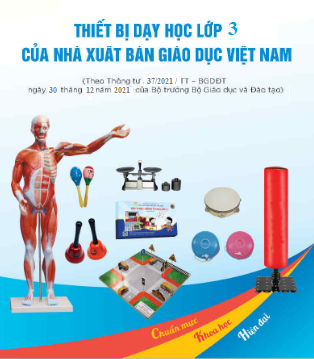 THIẾT BỊ DẠY HỌC LỚP 3
CỦA NHÀ XUẤT BẢN GIÁO DỤC VIỆT NAM
(Theo Thông tư : 37/2021 / TT – BGDĐT
ngày 30 tháng 12 năm 2021 của Bộ trưởng Bộ Giáo dục và Đào tạo)
Chuẩn mực
Khoa học
Hiện đại